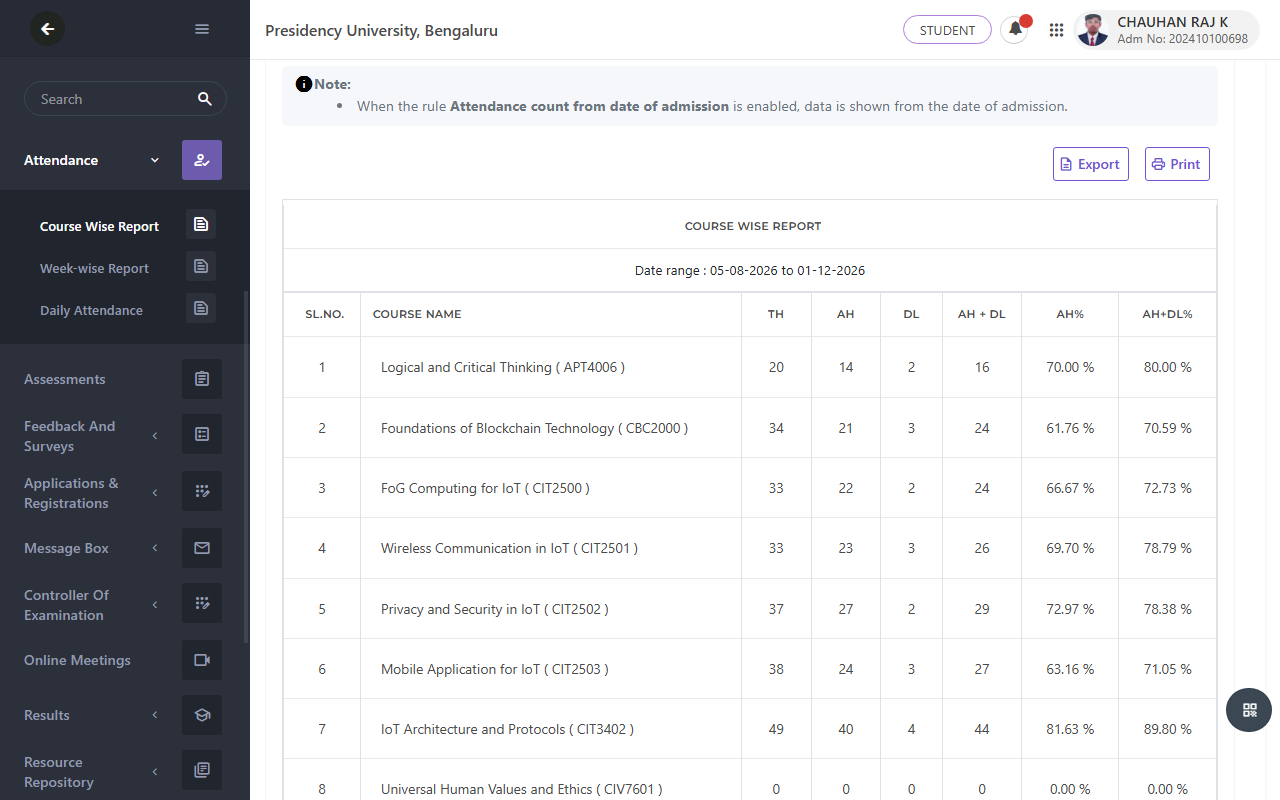 Presidency University, Bengaluru
STUDENT
CHAUHAN RAJ K
Adm No: 202410100698
Search
Attendance
Course Wise Report
Week-wise Report
Daily Attendance
Assessments
Feedback And
Surveys
Applications &
Registrations
Message Box
Controller Of
Examination
Online Meetings
Results
Resource
Repository
Note:
When the rule Attendance count from date of admission is enabled, data is shown from the date of admission.
Export
Print
COURSE WISE REPORT
Date range : 05-08-2026 to 01-12-2026
SL.NO. COURSE NAME TH AH DL AH + DL AH% AH+DL%
1 Logical and Critical Thinking ( APT4006 ) 20 14 2 16 70.00 % 80.00 %
2 Foundations of Blockchain Technology ( CBC2000 ) 34 21 3 24 61.76 % 70.59 %
3 FoG Computing for IoT ( CIT2500 ) 33 22 2 24 66.67 % 72.73 %
4 Wireless Communication in IoT ( CIT2501 ) 33 23 3 26 69.70 % 78.79 %
5 Privacy and Security in IoT ( CIT2502 ) 37 27 2 29 72.97 % 78.38 %
6 Mobile Application for IoT ( CIT2503 ) 38 24 3 27 63.16 % 71.05 %
7 IoT Architecture and Protocols ( CIT3402 ) 49 40 4 44 81.63 % 89.80 %
8 Universal Human Values and Ethics ( CIV7601 ) 0 0 0 0 0.00 % 0.00 %